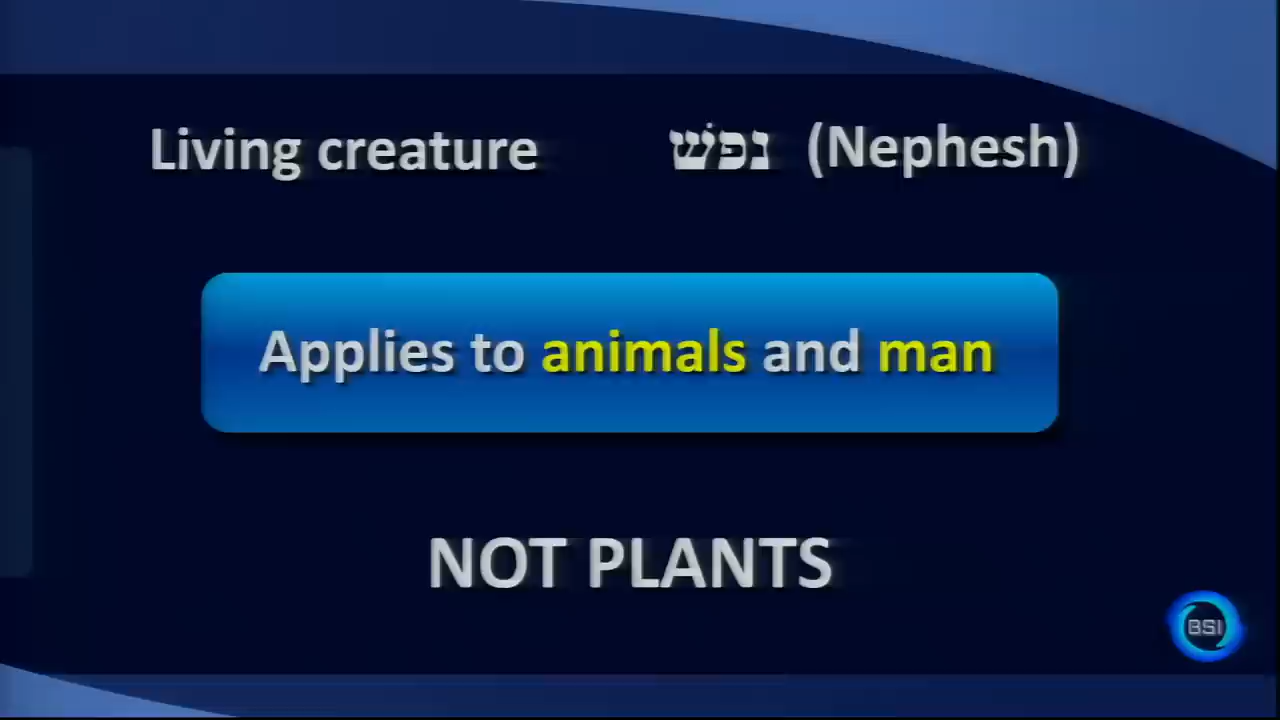 Living creature נפשׁ (Nephesh)
Applies to animals and man
NOT PLANTS
BSI